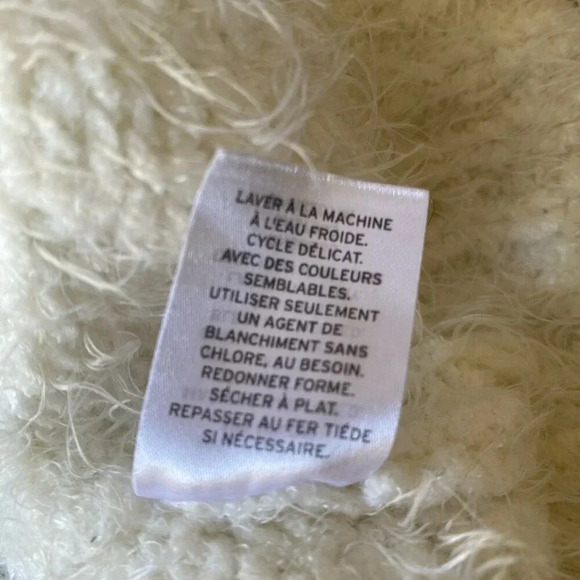 LAVER À LA MACHINE
À L'EAU FROIDE.
CYCLE DÉLICAT.
AVEC DES COULEURS
SEMBLABLES.
UTILISER SEULEMENT
UN AGENT DE
BLANCHIMENT SANS
CHLORE, AU BESOIN.
REDONNER FORME.
SÉCHER À PLAT.
REPASSER AU FER TIÉDE
SI NÉCESSAIRE.